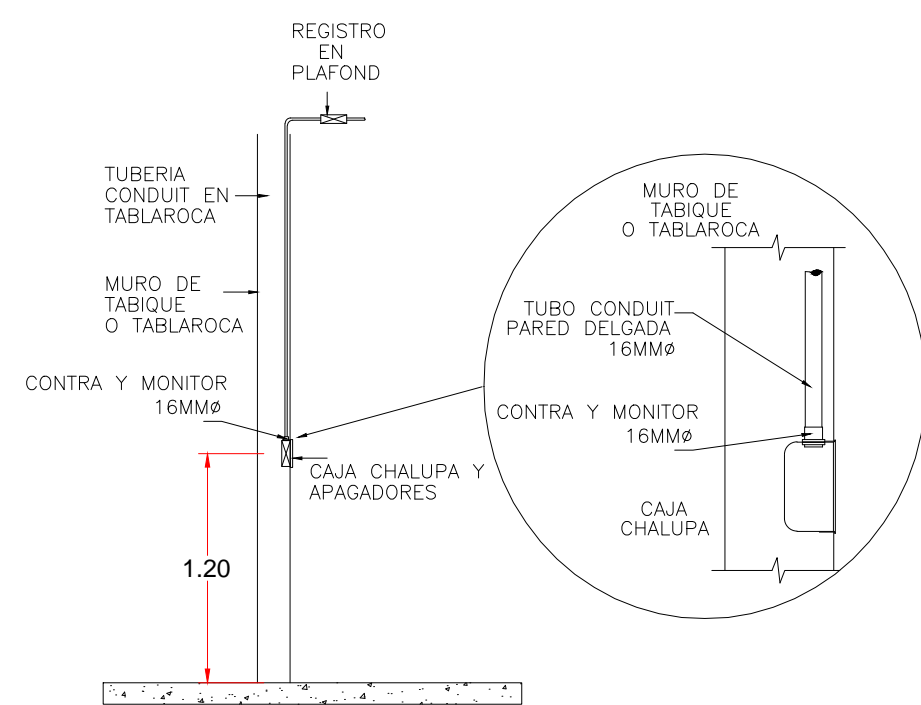 REGISTRO
EN
PLAFOND
TUBERIA
CONDUIT EN
TABLAROCA
MURO DE
TABIQUE
O TABLAROCA
CONTRA Y MONITOR
16MMø
CAJA CHALUPA Y
APAGADORES
1.20
MURO DE
TABIQUE
O TABLAROCA
TUBO CONDUIT
PARED DELGADA
16MMø
CONTRA Y MONITOR
16MMø
CAJA
CHALUPA